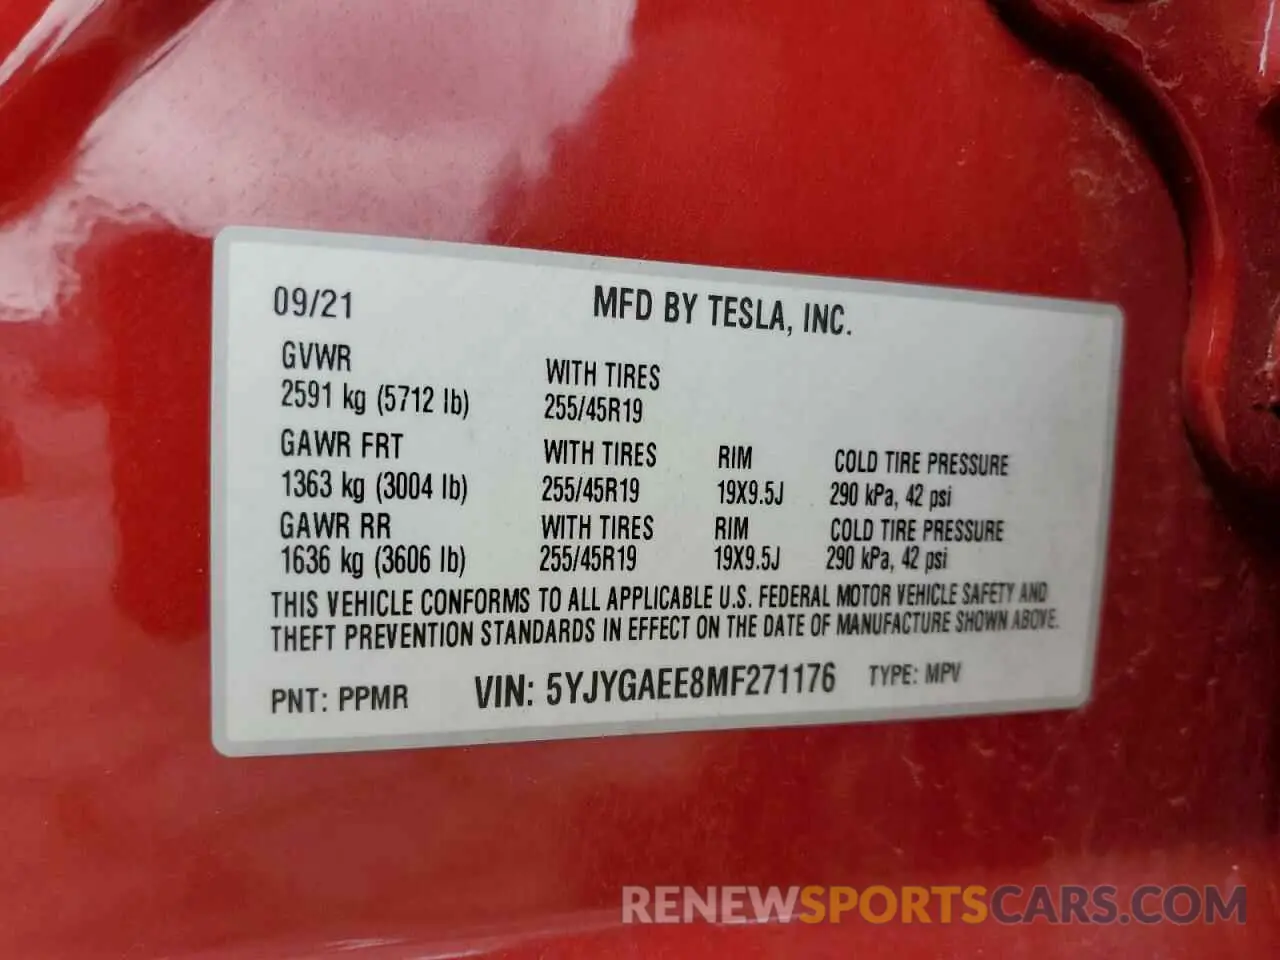 09/21 MFD BY TESLA, INC.
GVWR WITH TIRES
2591 kg (5712 lb) 255/45R19
GAWR FRT WITH TIRES RIM COLD TIRE PRESSURE
1363 kg (3004 lb) 255/45R19 19X9.5J 290 kPa, 42 psi
GAWR RR WITH TIRES RIM COLD TIRE PRESSURE
1636 kg (3606 lb) 255/45R19 19X9.5J 290 kPa, 42 psi
THIS VEHICLE CONFORMS TO ALL APPLICABLE U.S. FEDERAL MOTOR VEHICLE SAFETY AND
THEFT PREVENTION STANDARDS IN EFFECT ON THE DATE OF MANUFACTURE SHOWN ABOVE.
PNT: PPMR VIN: 5YJYGAEE8MF271176 TYPE: MPV
RENEWSPORTSCARS.COM